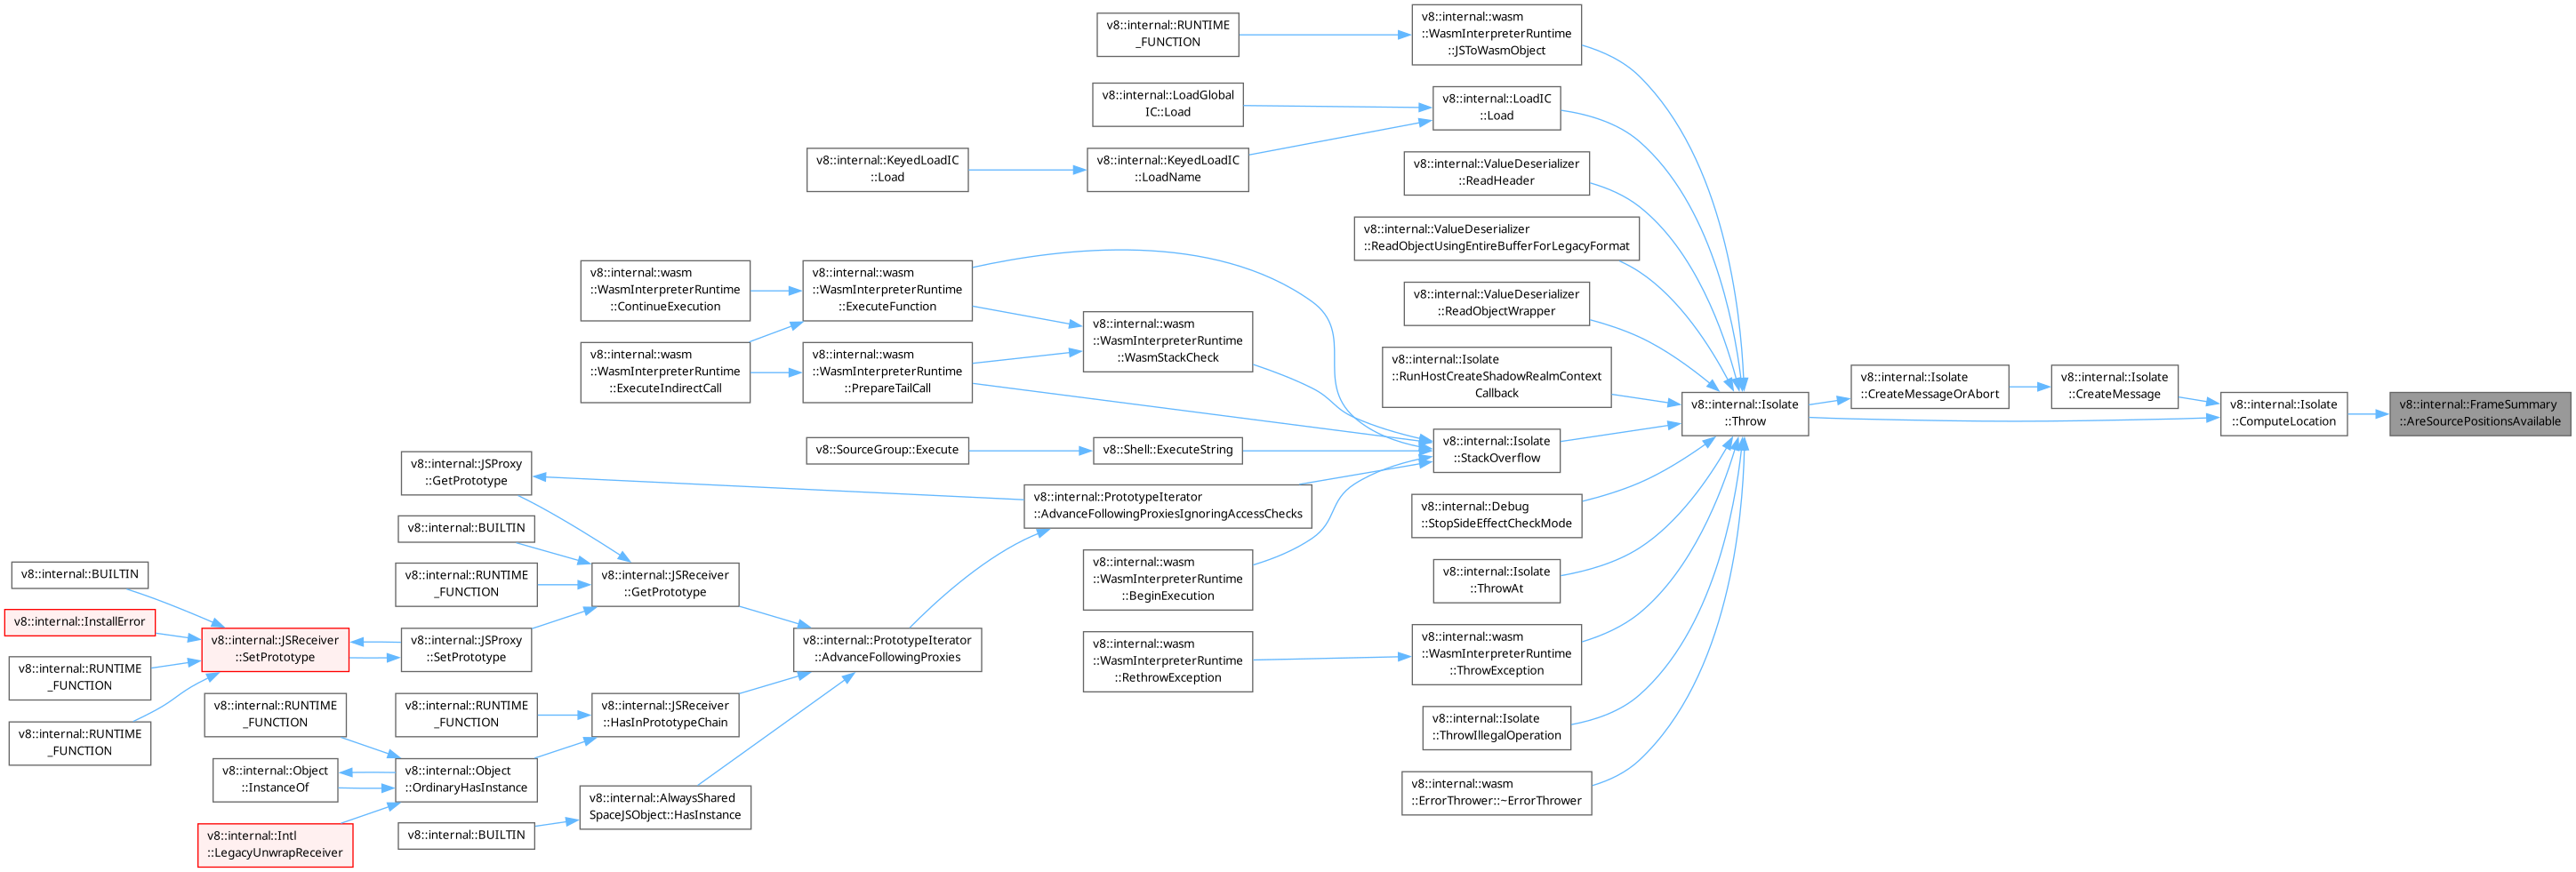 v8::internal::RUNTIME
_FUNCTION
v8::internal::wasm
::WasmInterpreterRuntime
::JSToWasmObject
v8::internal::LoadGlobal
IC::Load
v8::internal::LoadIC
::Load
v8::internal::KeyedLoadIC
::Load
v8::internal::KeyedLoadIC
::LoadName
v8::internal::ValueDeserializer
::ReadHeader
v8::internal::ValueDeserializer
::ReadObjectUsingEntireBufferForLegacyFormat
v8::internal::wasm
::WasmInterpreterRuntime
::ContinueExecution
v8::internal::wasm
::WasmInterpreterRuntime
::ExecuteFunction
v8::internal::ValueDeserializer
::ReadObjectWrapper
v8::internal::wasm
::WasmInterpreterRuntime
::WasmStackCheck
v8::internal::wasm
::WasmInterpreterRuntime
::ExecuteIndirectCall
v8::internal::wasm
::WasmInterpreterRuntime
::PrepareTailCall
v8::internal::Isolate
::RunHostCreateShadowRealmContext
Callback
v8::internal::Isolate
::Throw
v8::internal::Isolate
::CreateMessageOrAbort
v8::internal::Isolate
::CreateMessage
v8::internal::Isolate
::ComputeLocation
v8::internal::FrameSummary
::AreSourcePositionsAvailable
v8::SourceGroup::Execute
v8::Shell::ExecuteString
v8::internal::Isolate
::StackOverflow
v8::internal::JSProxy
::GetPrototype
v8::internal::PrototypeIterator
::AdvanceFollowingProxiesIgnoringAccessChecks
v8::internal::Debug
::StopSideEffectCheckMode
v8::internal::BUILTIN
v8::internal::BUILTIN
v8::internal::RUNTIME
_FUNCTION
v8::internal::JSReceiver
::GetPrototype
v8::internal::wasm
::WasmInterpreterRuntime
::BeginExecution
v8::internal::Isolate
::ThrowAt
v8::internal::InstallError
v8::internal::JSReceiver
::SetPrototype
v8::internal::JSProxy
::SetPrototype
v8::internal::PrototypeIterator
::AdvanceFollowingProxies
v8::internal::wasm
::WasmInterpreterRuntime
::RethrowException
v8::internal::wasm
::WasmInterpreterRuntime
::ThrowException
v8::internal::RUNTIME
_FUNCTION
v8::internal::RUNTIME
_FUNCTION
v8::internal::RUNTIME
_FUNCTION
v8::internal::RUNTIME
_FUNCTION
v8::internal::JSReceiver
::HasInPrototypeChain
v8::internal::Isolate
::ThrowIllegalOperation
v8::internal::Object
::InstanceOf
v8::internal::Object
::OrdinaryHasInstance
v8::internal::AlwaysShared
SpaceJSObject::HasInstance
v8::internal::wasm
::ErrorThrower::~ErrorThrower
v8::internal::Intl
::LegacyUnwrapReceiver
v8::internal::BUILTIN